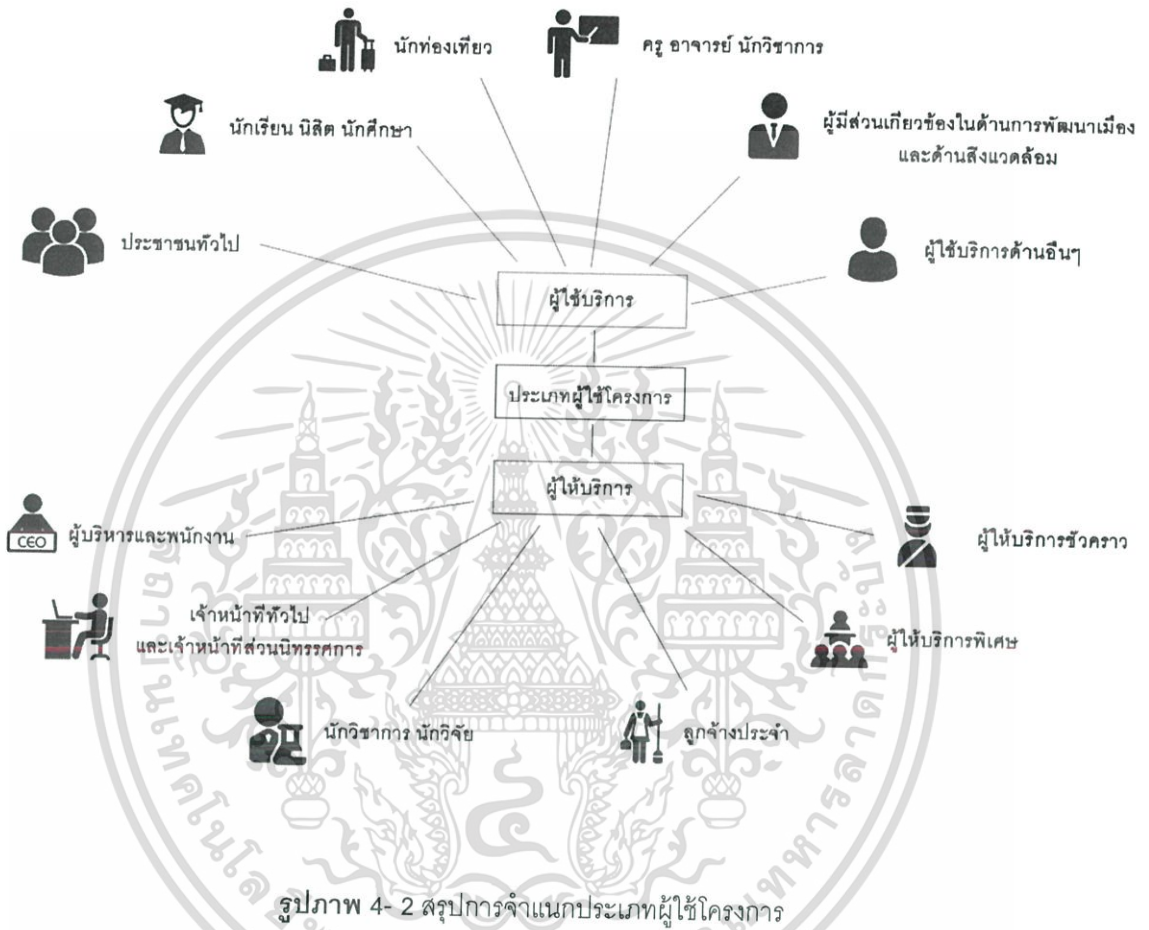 นักท่องเที่ยว
ครู อาจารย์ นักวิชาการ
นักเรียน นิสิต นักศึกษา
ผู้มีส่วนเกี่ยวข้องในด้านการพัฒนาเมือง
และด้านสิ่งแวดล้อม
ประชาชนทั่วไป
ผู้ใช้บริการด้านอื่นๆ
ผู้ใช้บริการ
ประเภทผู้ใช้โครงการ
ผู้ให้บริการ
CEO
ผู้บริหารและพนักงาน
ผู้ให้บริการชั่วคราว
เจ้าหน้าที่ทั่วไป
และเจ้าหน้าที่ส่วนนิทรรศการ
ผู้ให้บริการพิเศษ
นักวิชาการ นักวิจัย
ลูกจ้างประจำ
รูปภาพ 4- 2 สรุปการจำแนกประเภทผู้ใช้โครงการ